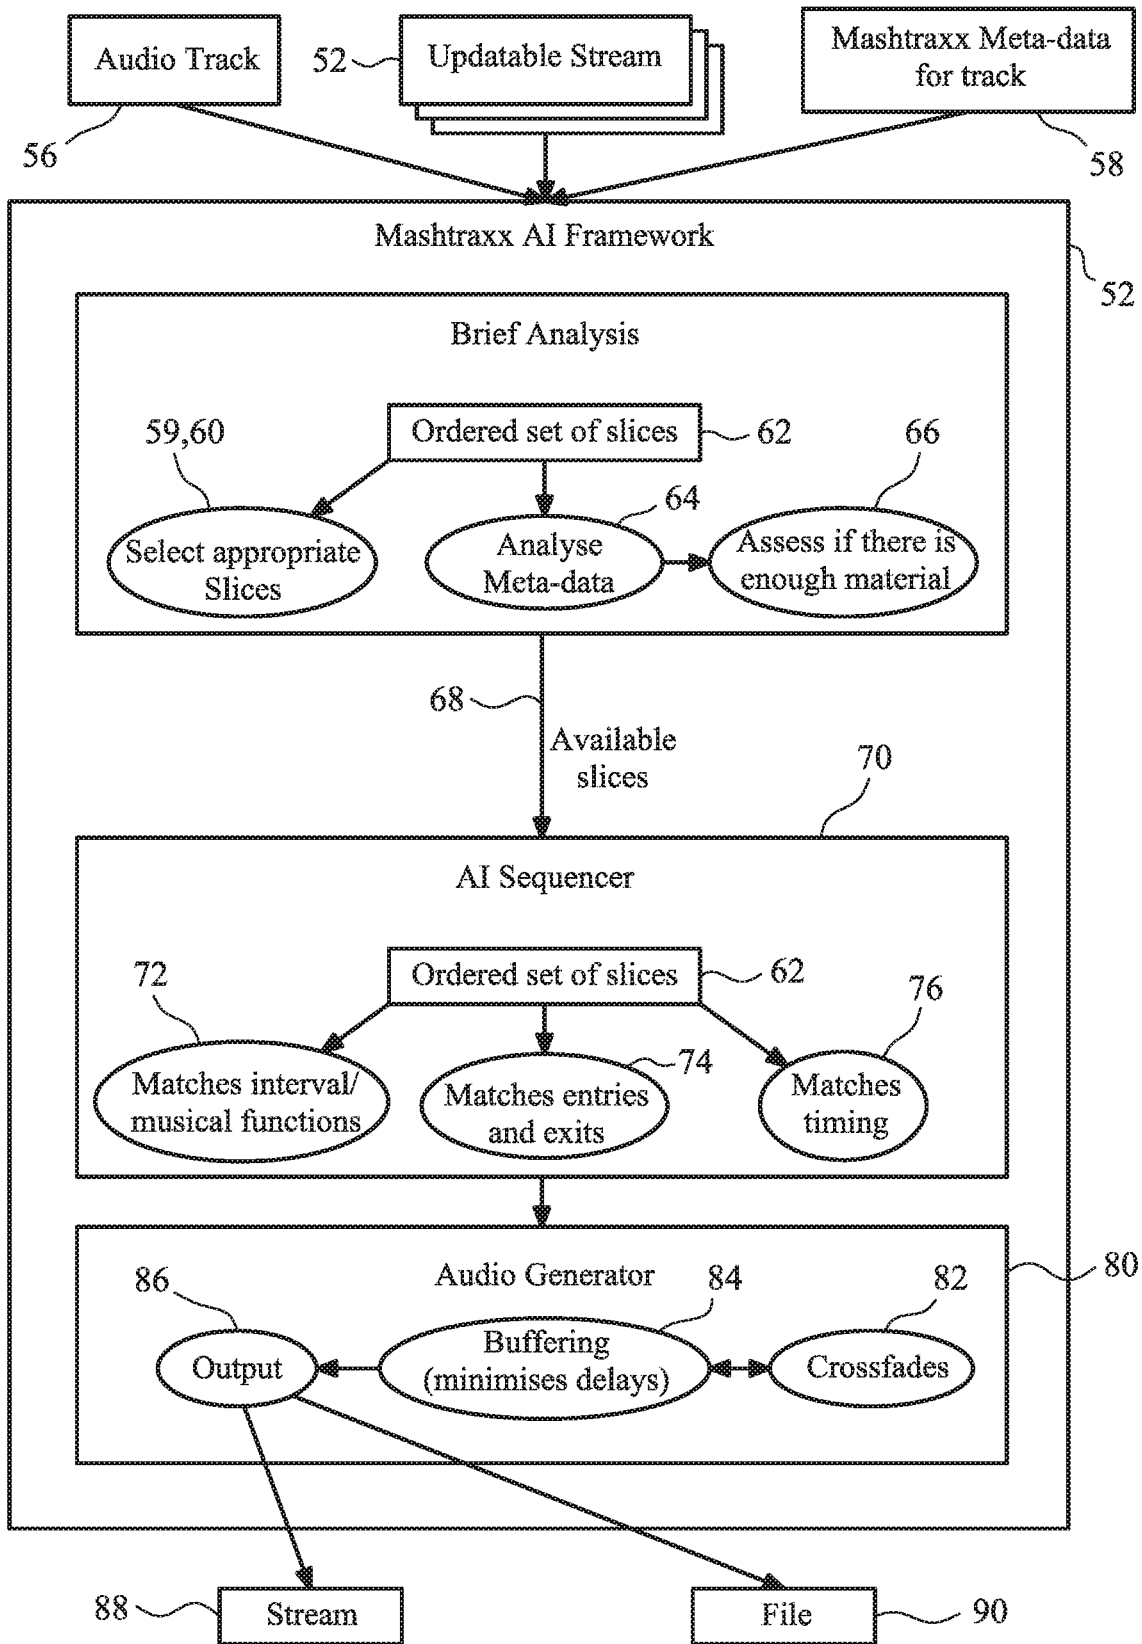 Audio Track
52
Updatable Stream
Mashtraxx Meta-data
for track
56
58
Mashtraxx AI Framework
52
Brief Analysis
59,60
Ordered set of slices
62
66
64
Select appropriate
Slices
Analyse
Meta-data
Assess if there is
enough material
68
Available
slices
70
AI Sequencer
72
Ordered set of slices
62
76
74
Matches interval/
musical functions
Matches entries
and exits
Matches
timing
80
86
Audio Generator
84
82
Output
Buffering
(minimises delays)
Crossfades
88
Stream
File
90